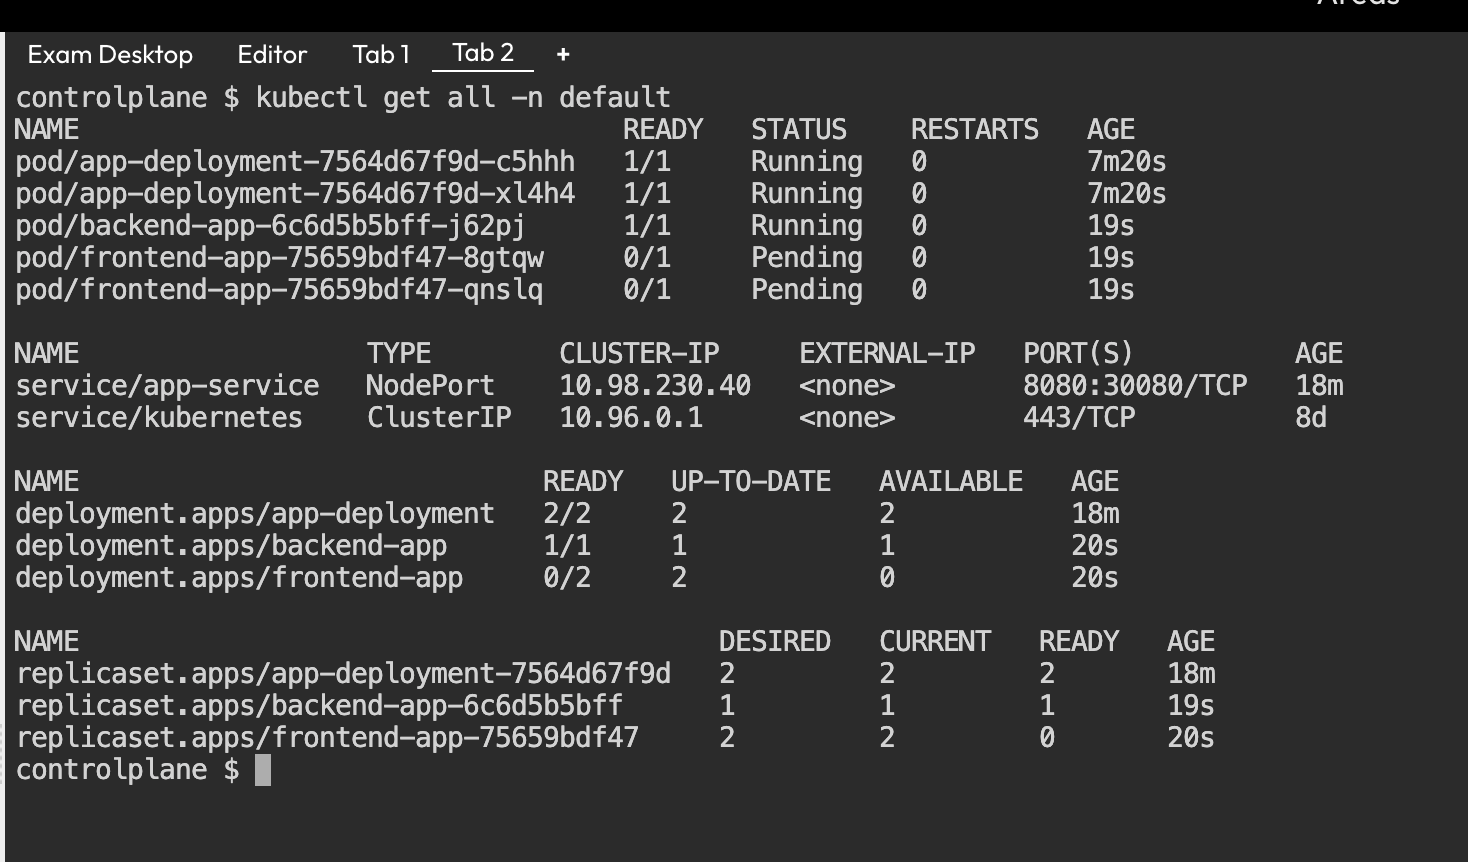 Areas
Exam Desktop Editor Tab 1 Tab 2 +
controlplane $ kubectl get all -n default
NAME READY STATUS RESTARTS AGE
pod/app-deployment-7564d67f9d-c5hhh 1/1 Running 0 7m20s
pod/app-deployment-7564d67f9d-xl4h4 1/1 Running 0 7m20s
pod/backend-app-6c6d5b5bff-j62pj 1/1 Running 0 19s
pod/frontend-app-75659bdf47-8gtqw 0/1 Pending 0 19s
pod/frontend-app-75659bdf47-qnslq 0/1 Pending 0 19s
NAME TYPE CLUSTER-IP EXTERNAL-IP PORT(S) AGE
service/app-service NodePort 10.98.230.40 <none> 8080:30080/TCP 18m
service/kubernetes ClusterIP 10.96.0.1 <none> 443/TCP 8d
NAME READY UP-TO-DATE AVAILABLE AGE
deployment.apps/app-deployment 2/2 2 2 18m
deployment.apps/backend-app 1/1 1 1 20s
deployment.apps/frontend-app 0/2 2 0 20s
NAME DESIRED CURRENT READY AGE
replicaset.apps/app-deployment-7564d67f9d 2 2 2 18m
replicaset.apps/backend-app-6c6d5b5bff 1 1 1 19s
replicaset.apps/frontend-app-75659bdf47 2 2 0 20s
controlplane $